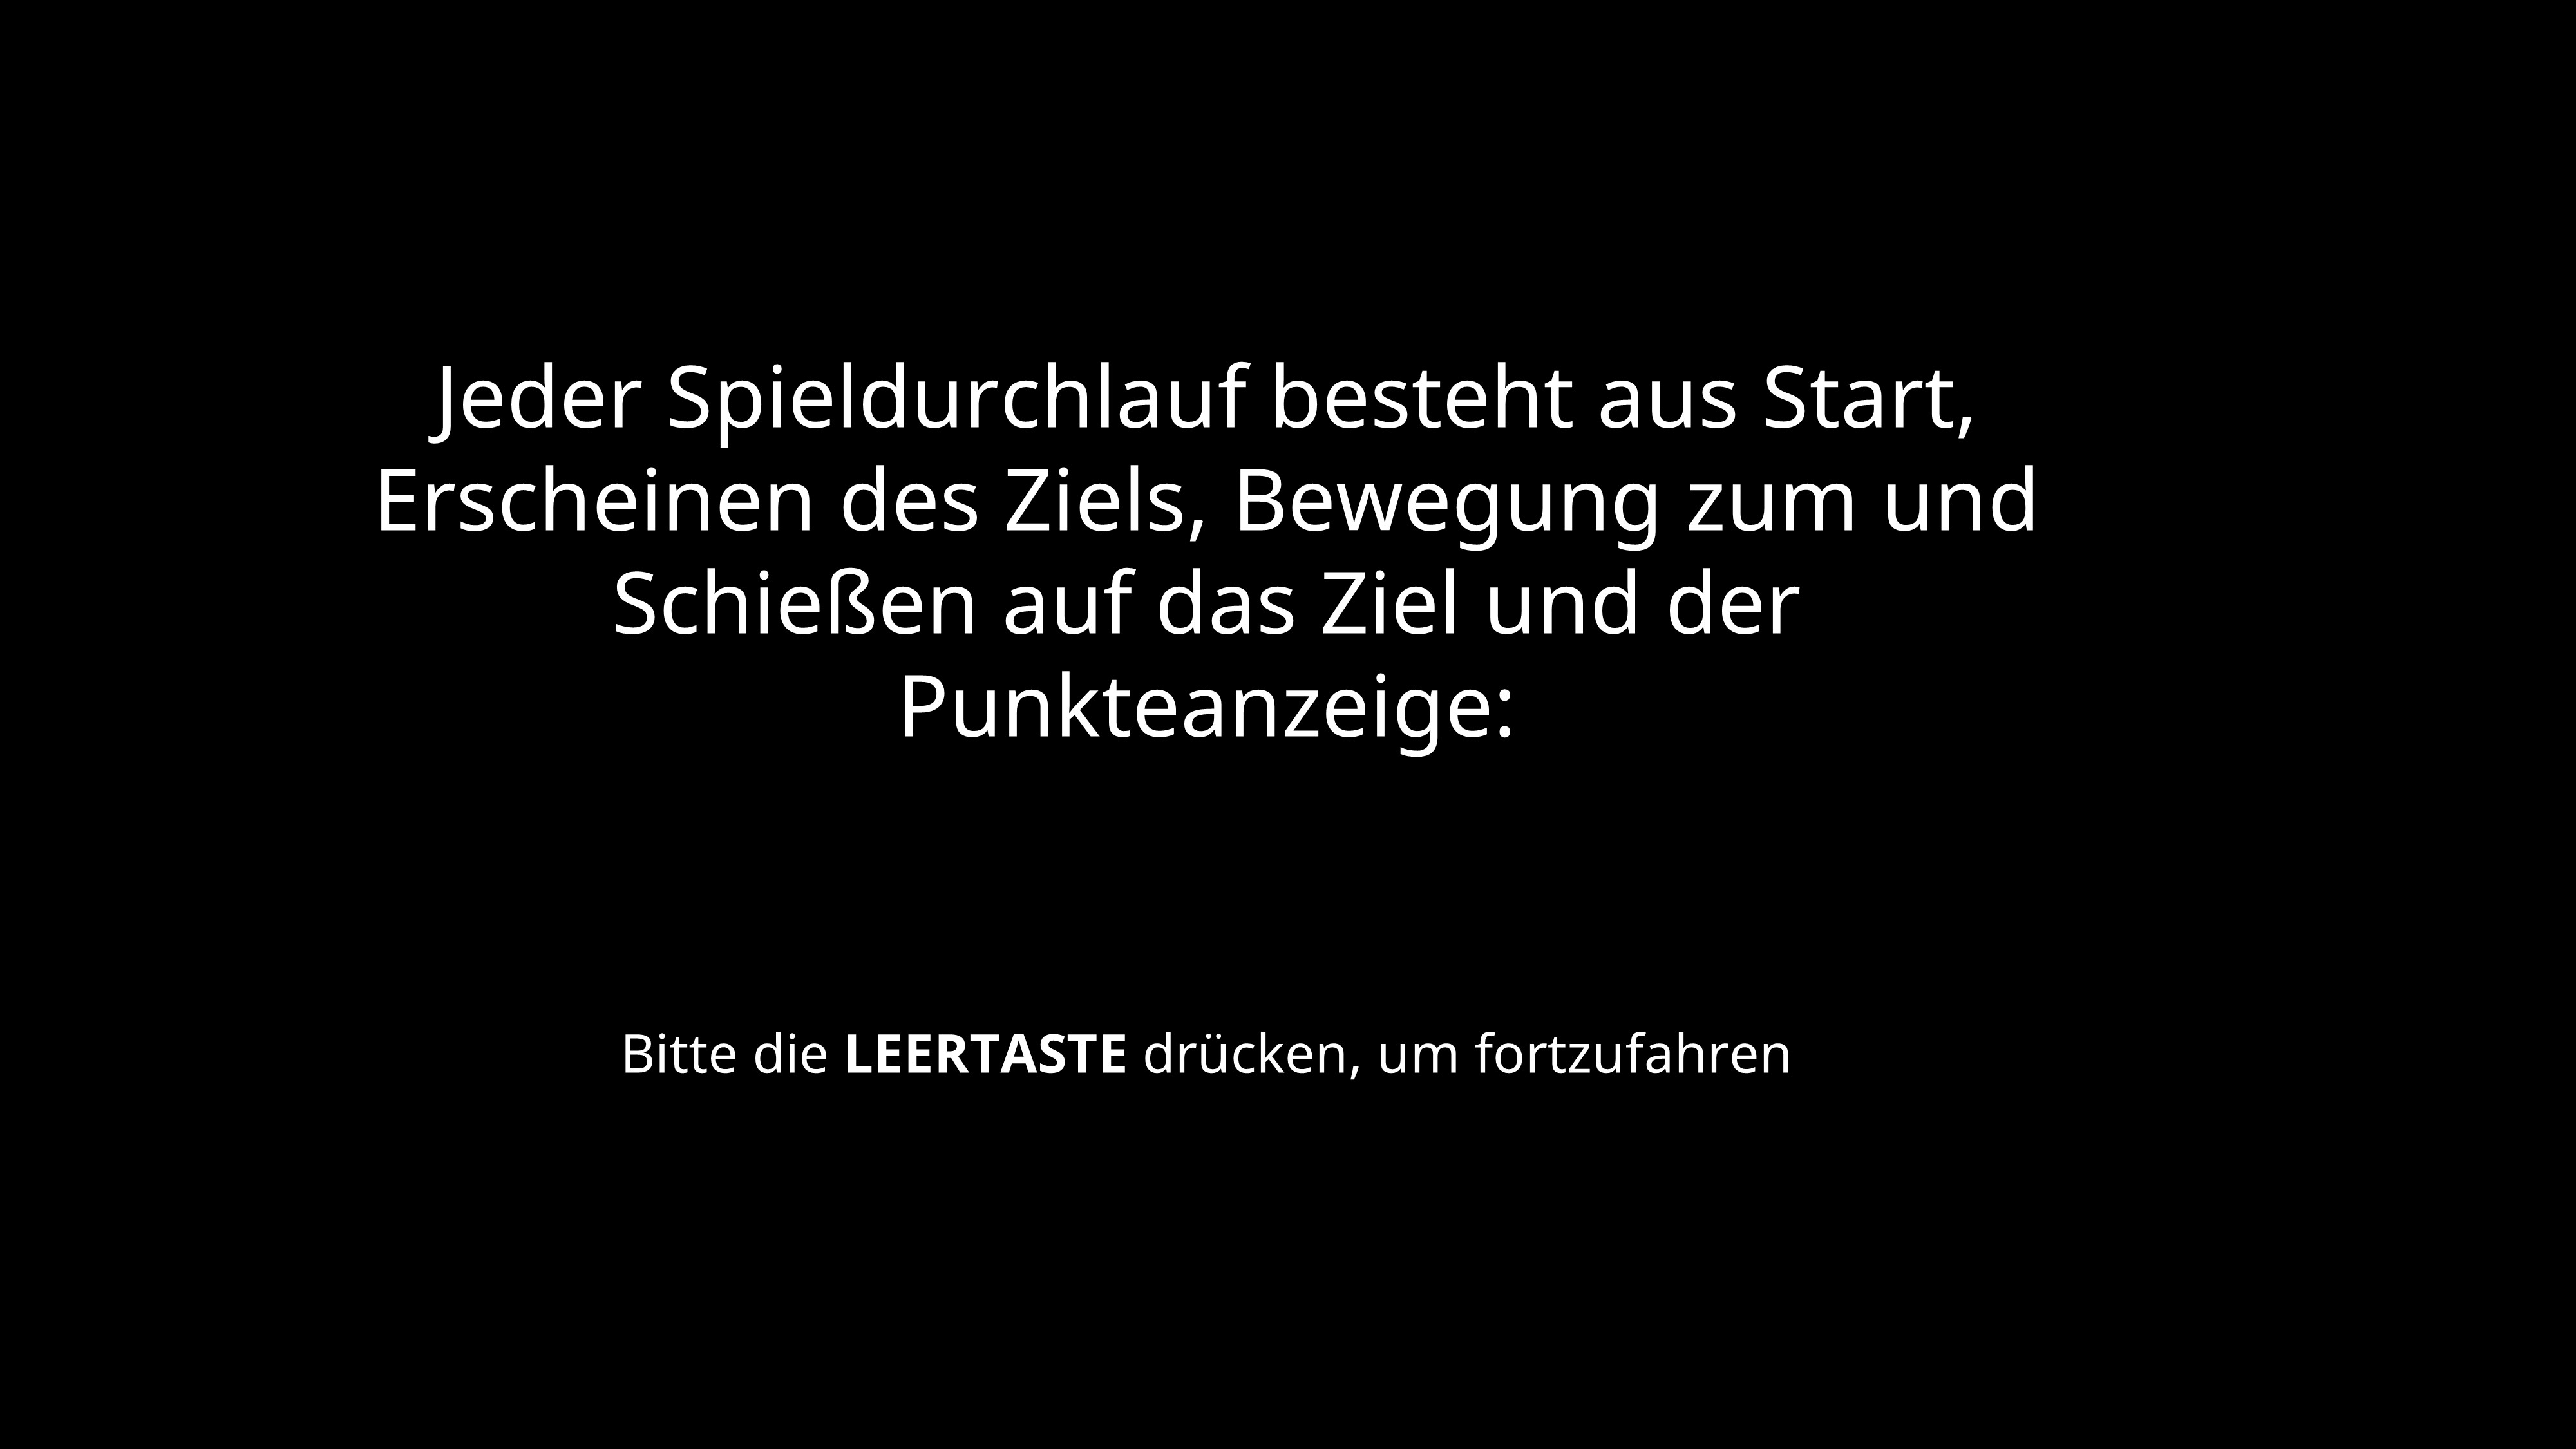 Jeder Spieldurchlauf besteht aus Start,
Erscheinen des Ziels, Bewegung zum und
Schießen auf das Ziel und der
Punkteanzeige:
Bitte die LEERTASTE drücken, um fortzufahren